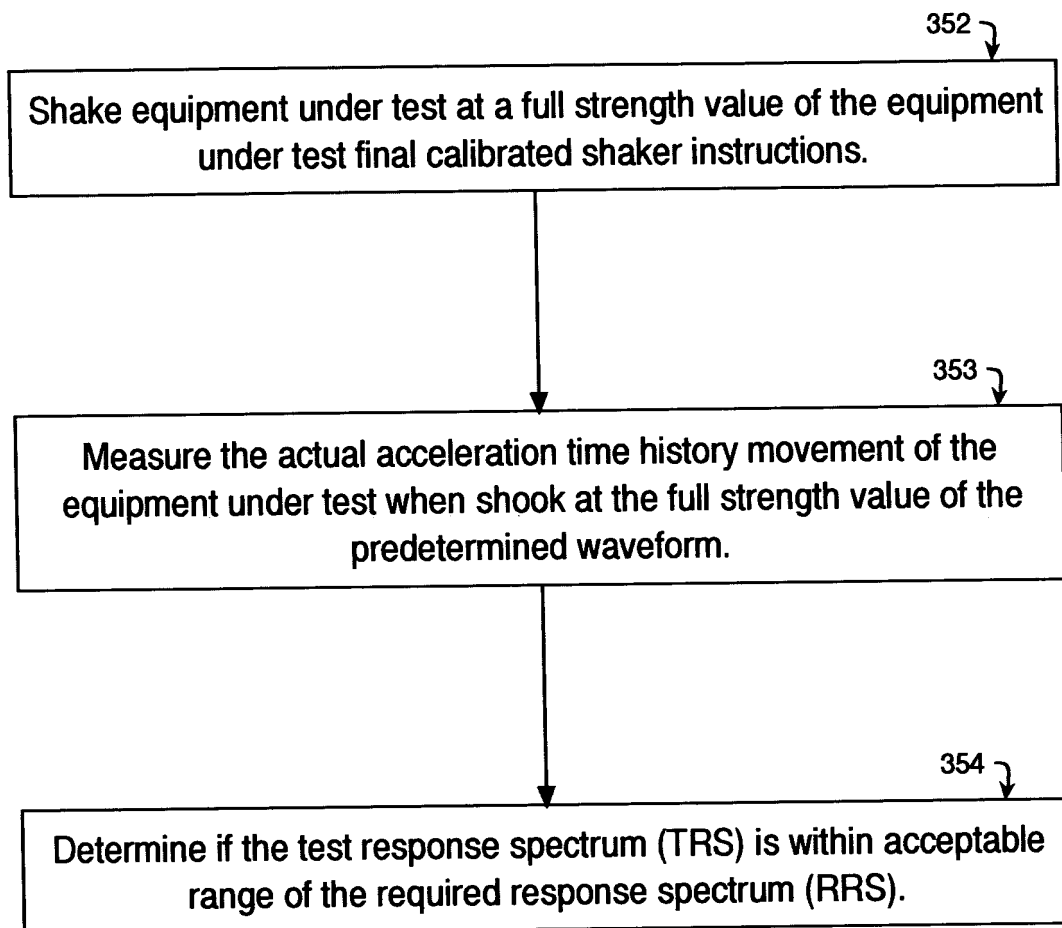 352
Shake equipment under test at a full strength value of the equipment
under test final calibrated shaker instructions.
353
Measure the actual acceleration time history movement of the
equipment under test when shook at the full strength value of the
predetermined waveform.
354
Determine if the test response spectrum (TRS) is within acceptable
range of the required response spectrum (RRS).